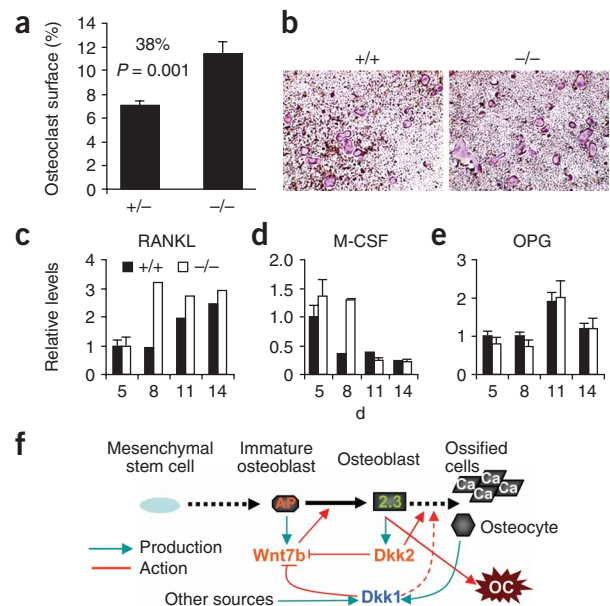 a
Osteoclast surface (%)
14
12
10
8
6
4
2
0
38%
P = 0.001
+/–
–/–
b
+/+
–/–
c
RANKL
Relative levels
4
3
2
1
0
+/+
–/–
5 8 11 14
d
M-CSF
2.0
1.5
1.0
0.5
0
5 8 11 14
d
e
OPG
3
2
1
0
5 8 11 14
f
Mesenchymal
stem cell
Immature
osteoblast
Osteoblast
Ossified
cells
AP
2.3
Ca
Ca
Ca
Ca
Osteocyte
Production
Action
Wnt7b
Dkk2
Dkk1
OC
Other sources